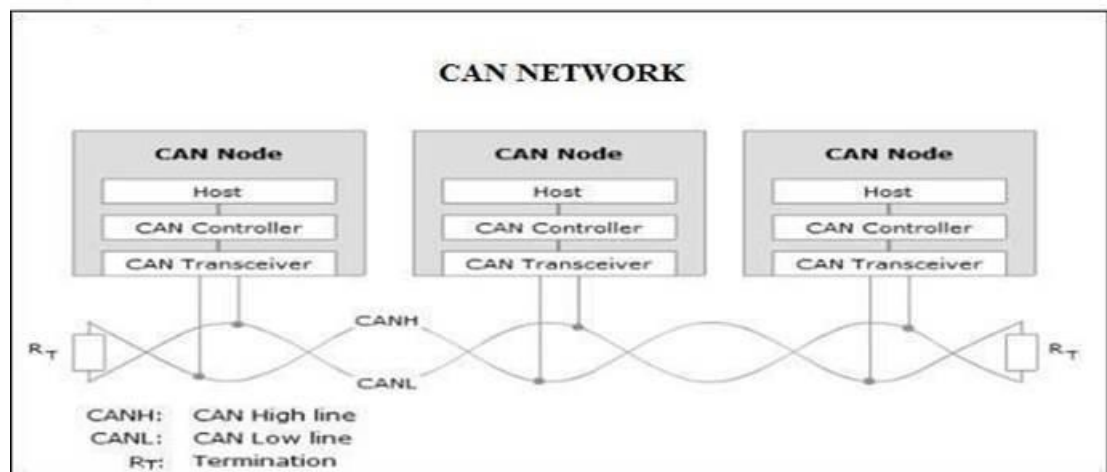 CAN NETWORK
CAN Node
Host
CAN Controller
CAN Transceiver
CAN Node
Host
CAN Controller
CAN Transceiver
CAN Node
Host
CAN Controller
CAN Transceiver
CANH
RT
RT
CANL
CANH: CAN High line
CANL: CAN Low line
RT: Termination